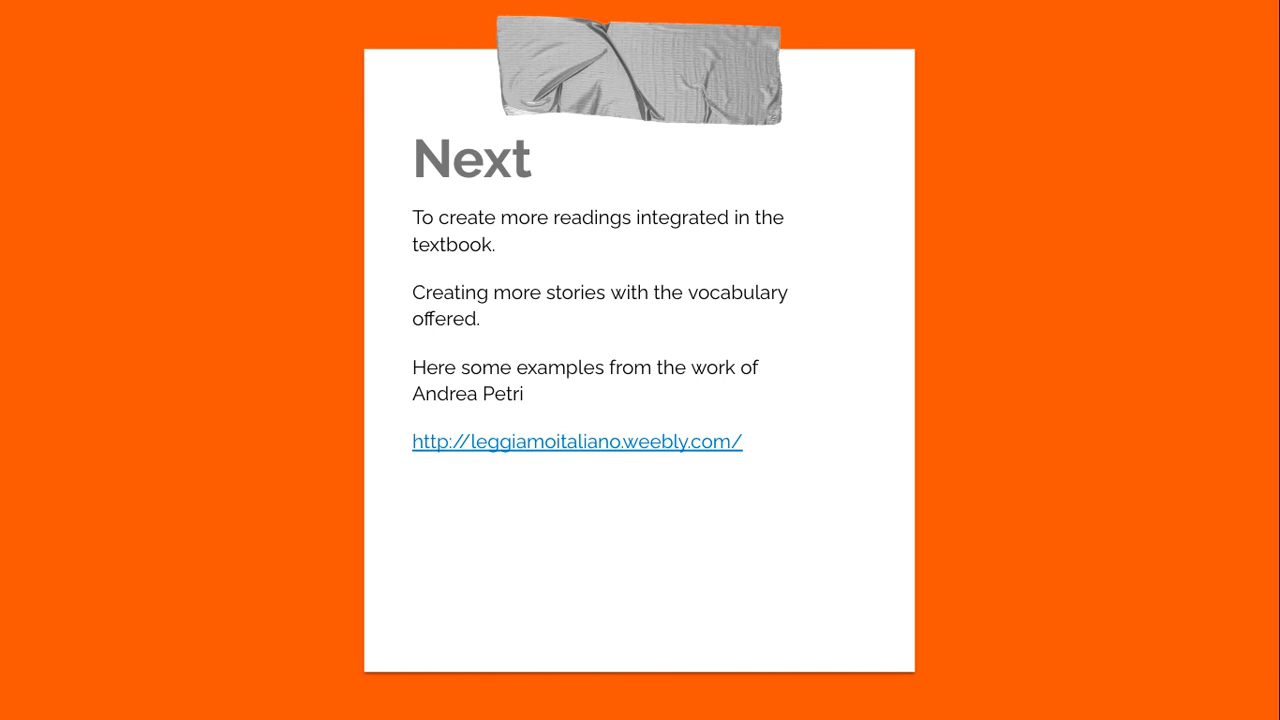 Next
To create more readings integrated in the
textbook.
Creating more stories with the vocabulary
offered.
Here some examples from the work of
Andrea Petri
http://leggiamoitaliano.weebly.com/